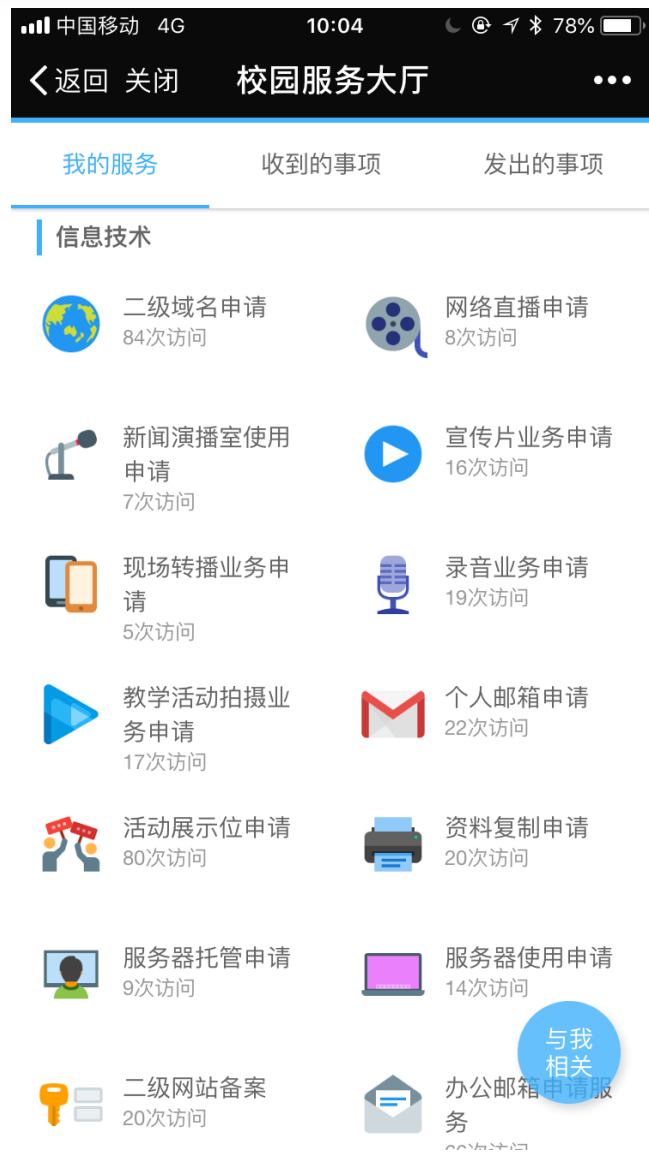 中国移动 4G 10:04 78%
返回 关闭 校园服务大厅
我的服务 收到的事项 发出的事项
信息技术
二级域名申请
84次访问
网络直播申请
8次访问
新闻演播室使用
申请
7次访问
宣传片业务申请
16次访问
现场转播业务申
请
5次访问
录音业务申请
19次访问
教学活动拍摄业
务申请
17次访问
个人邮箱申请
22次访问
活动展示位申请
80次访问
资料复制申请
20次访问
服务器托管申请
9次访问
服务器使用申请
14次访问
与我
相关
二级网站备案
20次访问
办公邮箱申请服
务
66次访问